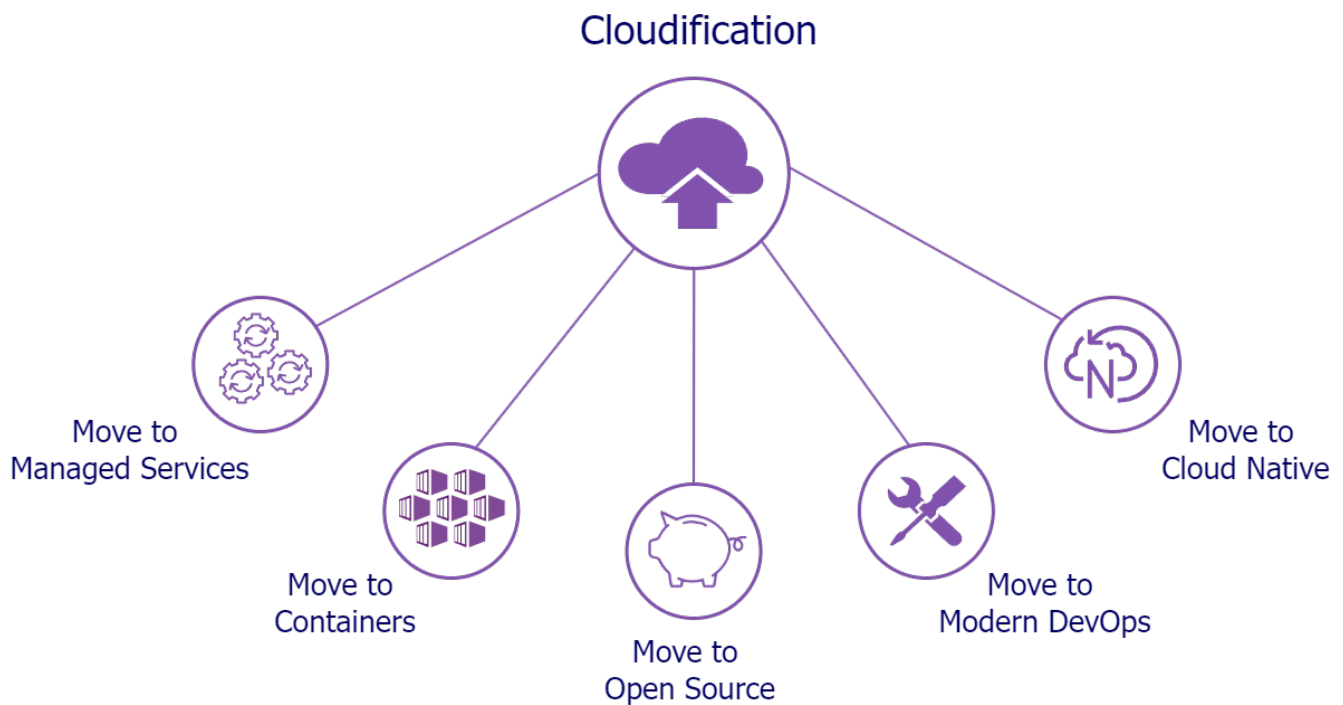 Cloudification
N
Move to
Managed Services
Move to
Containers
Move to
Open Source
Move to
Modern DevOps
Move to
Cloud Native